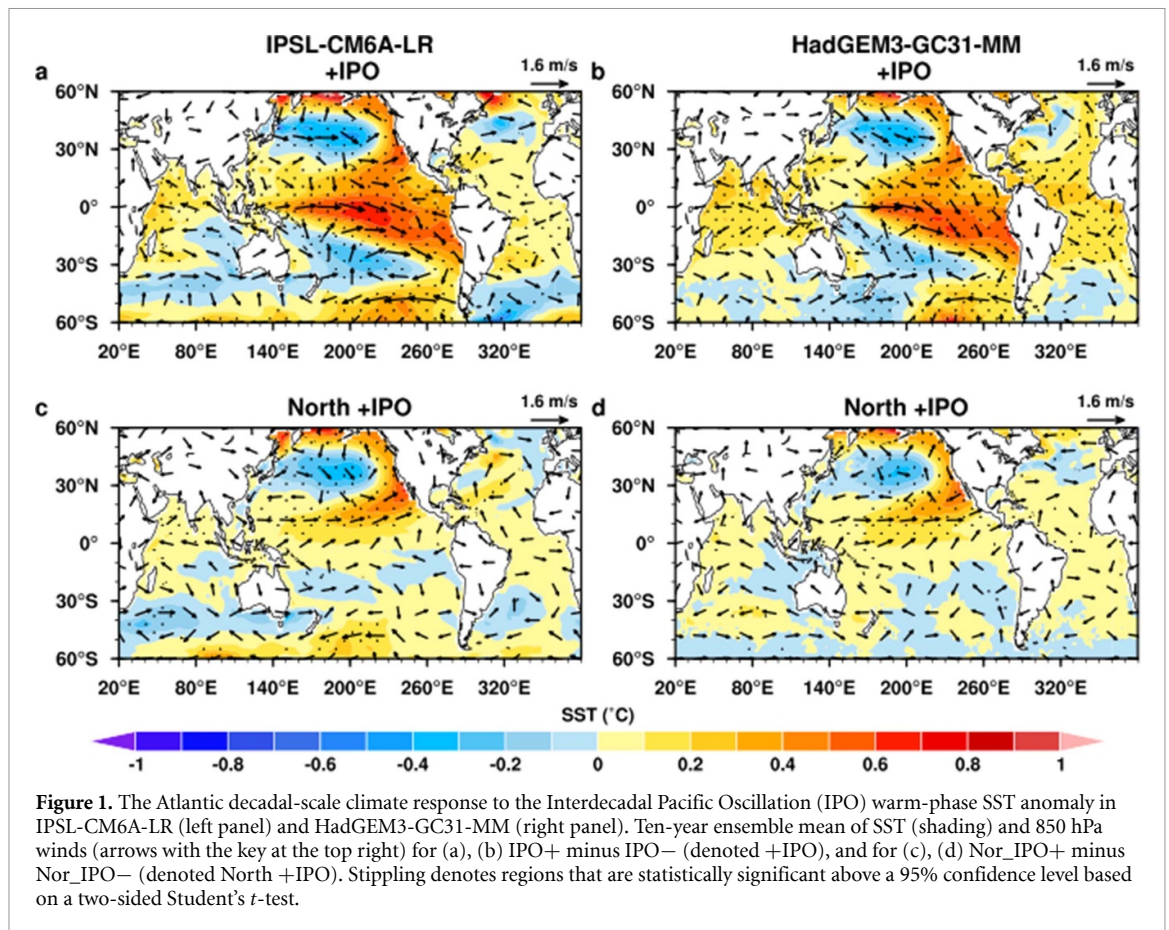 IPSL-CM6A-LR
+IPO
a
1.6 m/s
60°N
30°N
0°
30°S
60°S
20°E 80°E 140°E 200°E 260°E 320°E
HadGEM3-GC31-MM
+IPO
b
1.6 m/s
60°N
30°N
0°
30°S
60°S
20°E 80°E 140°E 200°E 260°E 320°E
c
North +IPO
1.6 m/s
60°N
30°N
0°
30°S
60°S
20°E 80°E 140°E 200°E 260°E 320°E
d
North +IPO
1.6 m/s
60°N
30°N
0°
30°S
60°S
20°E 80°E 140°E 200°E 260°E 320°E
SST (°C)
-1 -0.8 -0.6 -0.4 -0.2 0 0.2 0.4 0.6 0.8 1
Figure 1. The Atlantic decadal-scale climate response to the Interdecadal Pacific Oscillation (IPO) warm-phase SST anomaly in
IPSL-CM6A-LR (left panel) and HadGEM3-GC31-MM (right panel). Ten-year ensemble mean of SST (shading) and 850 hPa
winds (arrows with the key at the top right) for (a), (b) IPO+ minus IPO− (denoted +IPO), and for (c), (d) Nor_IPO+ minus
Nor_IPO− (denoted North +IPO). Stippling denotes regions that are statistically significant above a 95% confidence level based
on a two-sided Student's t-test.